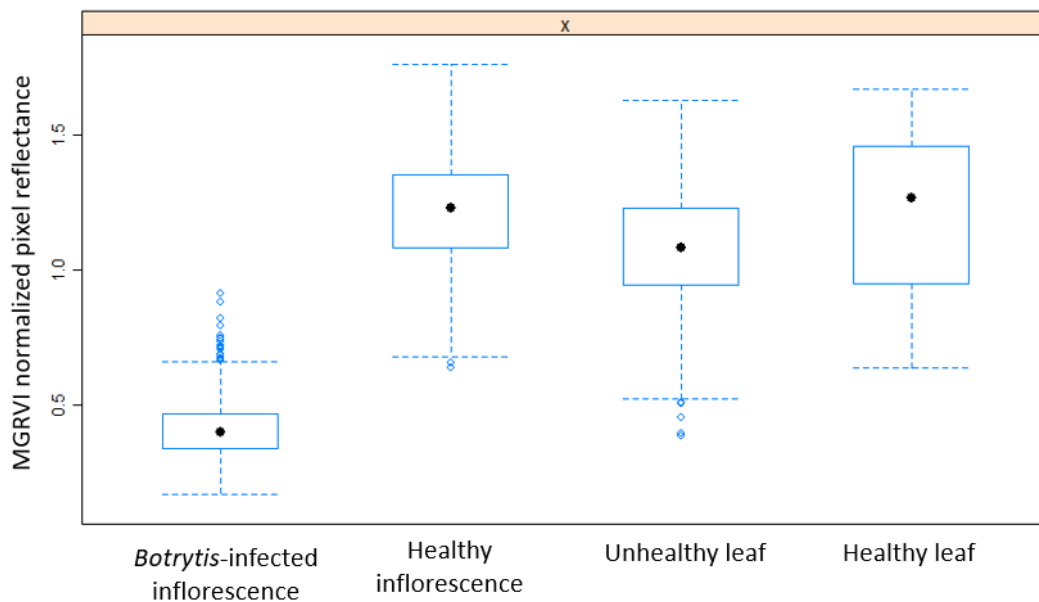 X
MGRVI normalized pixel reflectance
1.5
1.0
0.5
Botrytis-infected
inflorescence
Healthy
inflorescence
Unhealthy leaf
Healthy leaf